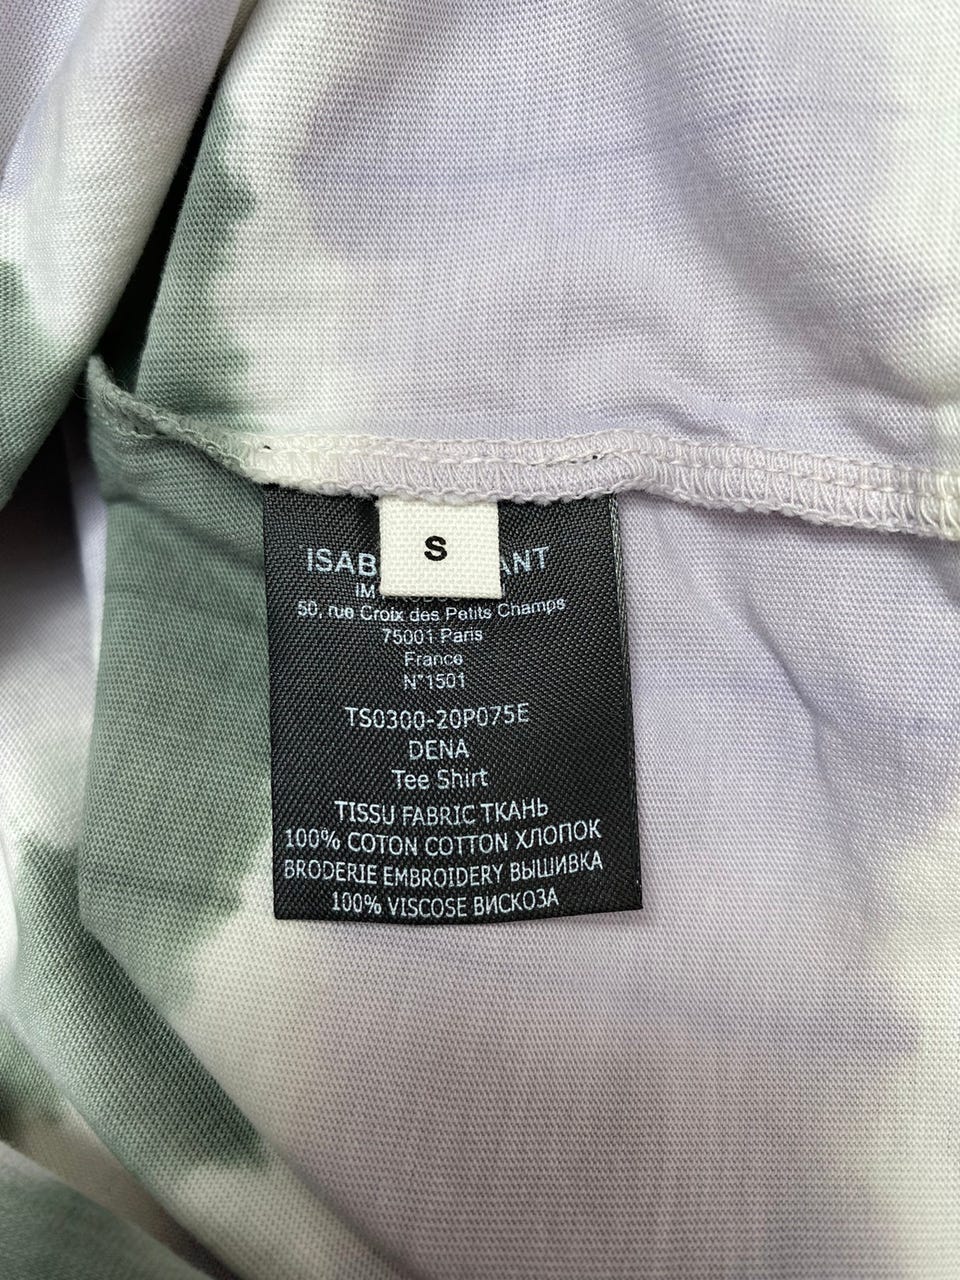 S
ISAB ANT
IM
50, rue Croix des Petits Champs
75001 Paris
France
N°1501
TS0300-20P075E
DENA
Tee Shirt
TISSU FABRIC ТКАНЬ
100% COTON COTTON ХЛОПОК
BRODERIE EMBROIDERY ВЫШИВКА
100% VISCOSE ВИСКОЗА